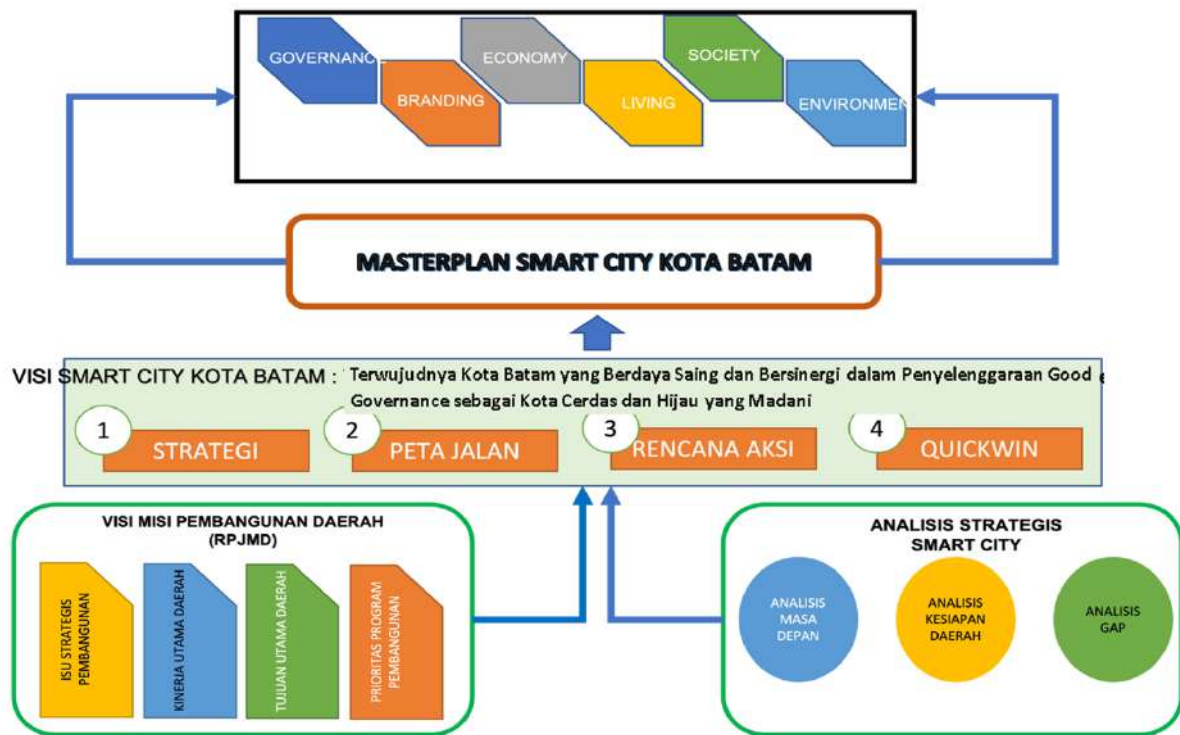 GOVERNANCE
BRANDING
ECONOMY
LIVING
SOCIETY
ENVIRONMEN
MASTERPLAN SMART CITY KOTA BATAM
VISI SMART CITY KOTA BATAM : Terwujudnya Kota Batam yang Berdaya Saing dan Bersinergi dalam Penyelenggaraan Good
Governance sebagai Kota Cerdas dan Hijau yang Madani
1
STRATEGI
2
PETA JALAN
3
RENCANA AKSI
4
QUICKWIN
VISI MISI PEMBANGUNAN DAERAH
(RPJMD)
ISU STRATEGIS
PEMBANGUNAN
KINERJA UTAMA DAERAH
TUJUAN UTAMA DAERAH
PRIORITAS PROGRAM
PEMBANGUNAN
ANALISIS STRATEGIS
SMART CITY
ANALISIS
MASA
DEPAN
ANALISIS
KESIAPAN
DAERAH
ANALISIS
GAP